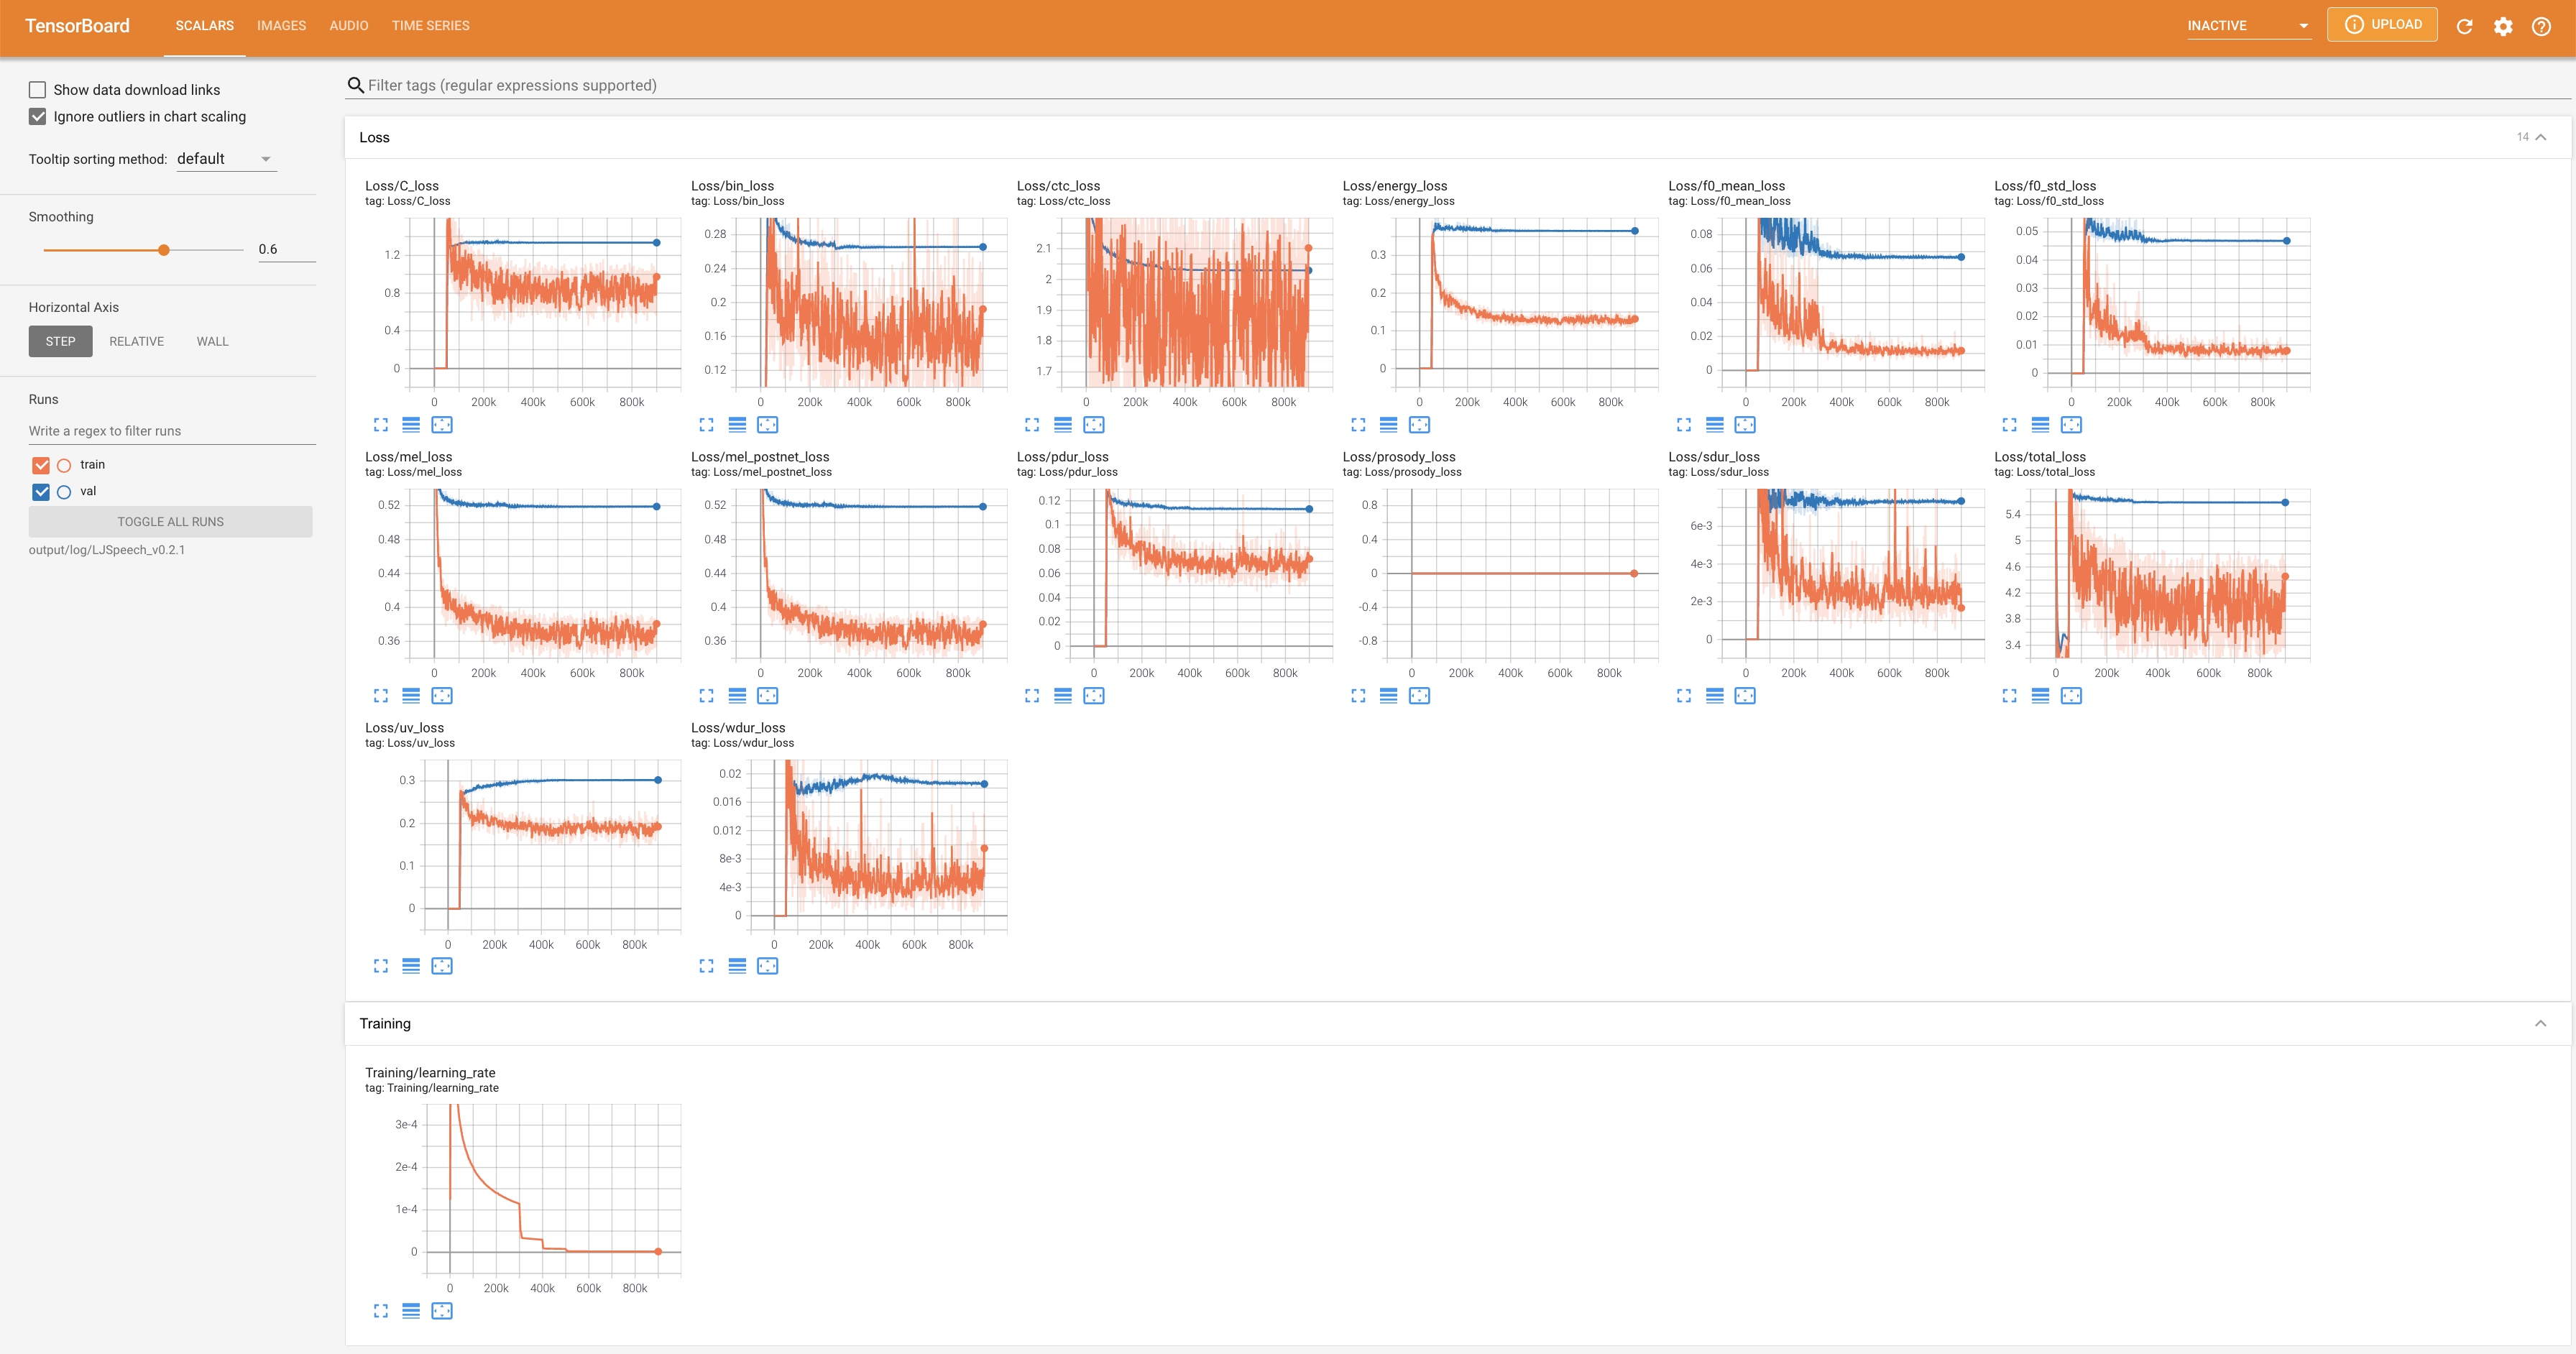 TensorBoard
SCALARS IMAGES AUDIO TIME SERIES
INACTIVE
UPLOAD
Show data download links
Ignore outliers in chart scaling
Tooltip sorting method: default
Smoothing
0.6
Horizontal Axis
STEP RELATIVE WALL
Runs
Write a regex to filter runs
train
val
TOGGLE ALL RUNS
output/log/LJSpeech_v0.2.1
Filter tags (regular expressions supported)
Loss
14
Loss/C_loss
tag: Loss/C_loss
1.2
0.8
0.4
0
0 200k 400k 600k 800k
Loss/bin_loss
tag: Loss/bin_loss
0.28
0.24
0.2
0.16
0.12
0 200k 400k 600k 800k
Loss/ctc_loss
tag: Loss/ctc_loss
2.1
2
1.9
1.8
1.7
0 200k 400k 600k 800k
Loss/energy_loss
tag: Loss/energy_loss
0.3
0.2
0.1
0
0 200k 400k 600k 800k
Loss/f0_mean_loss
tag: Loss/f0_mean_loss
0.08
0.06
0.04
0.02
0
0 200k 400k 600k 800k
Loss/f0_std_loss
tag: Loss/f0_std_loss
0.05
0.04
0.03
0.02
0.01
0
0 200k 400k 600k 800k
Loss/mel_loss
tag: Loss/mel_loss
0.52
0.48
0.44
0.4
0.36
0 200k 400k 600k 800k
Loss/mel_postnet_loss
tag: Loss/mel_postnet_loss
0.52
0.48
0.44
0.4
0.36
0 200k 400k 600k 800k
Loss/pdur_loss
tag: Loss/pdur_loss
0.12
0.1
0.08
0.06
0.04
0.02
0
0 200k 400k 600k 800k
Loss/prosody_loss
tag: Loss/prosody_loss
0.8
0.4
0
-0.4
-0.8
0 200k 400k 600k 800k
Loss/sdur_loss
tag: Loss/sdur_loss
6e-3
4e-3
2e-3
0
0 200k 400k 600k 800k
Loss/total_loss
tag: Loss/total_loss
5.4
5
4.6
4.2
3.8
3.4
0 200k 400k 600k 800k
Loss/uv_loss
tag: Loss/uv_loss
0.3
0.2
0.1
0
0 200k 400k 600k 800k
Loss/wdur_loss
tag: Loss/wdur_loss
0.02
0.016
0.012
8e-3
4e-3
0
0 200k 400k 600k 800k
Training
Training/learning_rate
tag: Training/learning_rate
3e-4
2e-4
1e-4
0
0 200k 400k 600k 800k